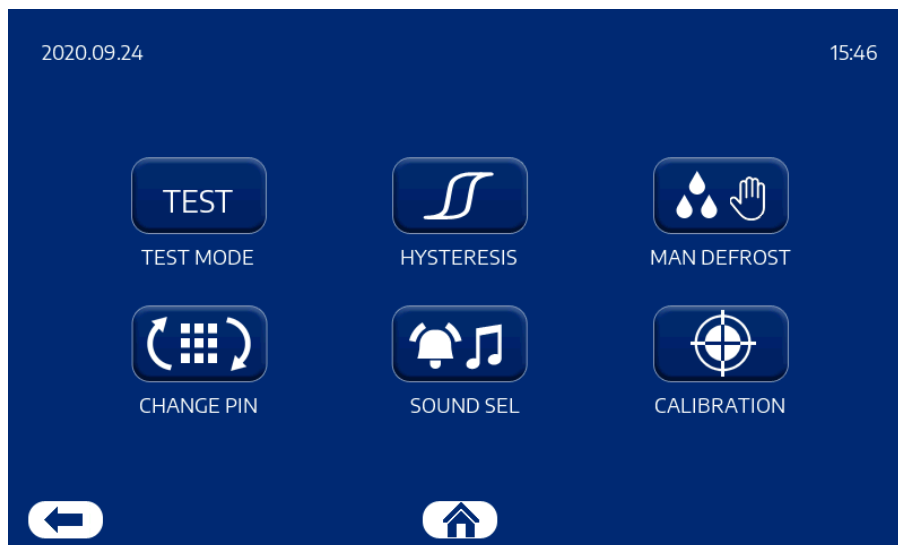 2020.09.24 15:46
TEST
TEST MODE HYSTERESIS MAN DEFROST
CHANGE PIN SOUND SEL CALIBRATION